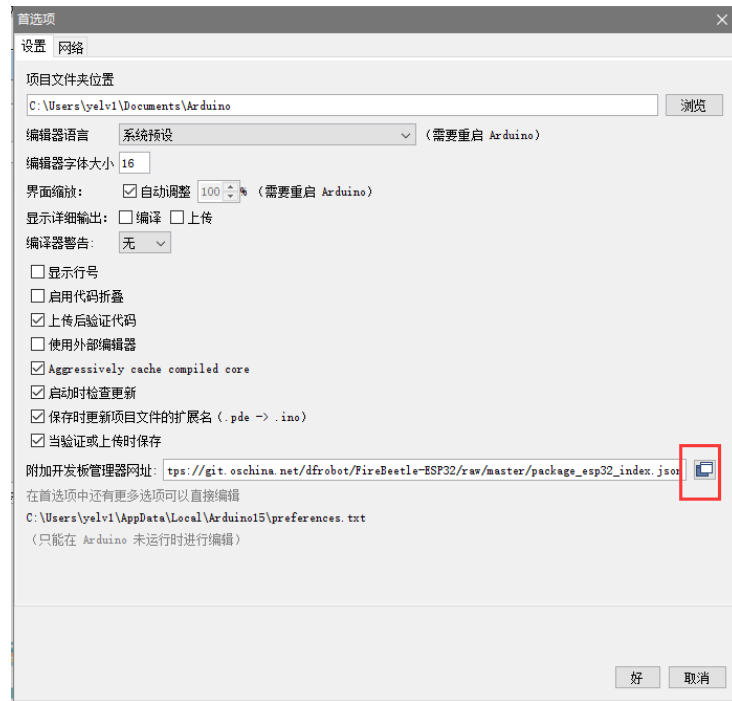 首选项
设置 网络
项目文件夹位置
C:\Users\yelv1\Documents\Arduino 浏览
编辑器语言 系统预设 （需要重启 Arduino）
编辑器字体大小 16
界面缩放： 自动调整 100 % （需要重启 Arduino）
显示详细输出： 编译 上传
编译器警告: 无
显示行号
启用代码折叠
上传后验证代码
使用外部编辑器
Aggressively cache compiled core
启动时检查更新
保存时更新项目文件的扩展名（.pde -> .ino）
当验证或上传时保存
附加开发板管理器网址: tps://git.oschina.net/dfrobot/FireBeetle-ESP32/raw/master/package_esp32_index.json
在首选项中还有更多选项可以直接编辑
C:\Users\yelv1\AppData\Local\Arduino15\preferences.txt
（只能在 Arduino 未运行时进行编辑）
好 取消